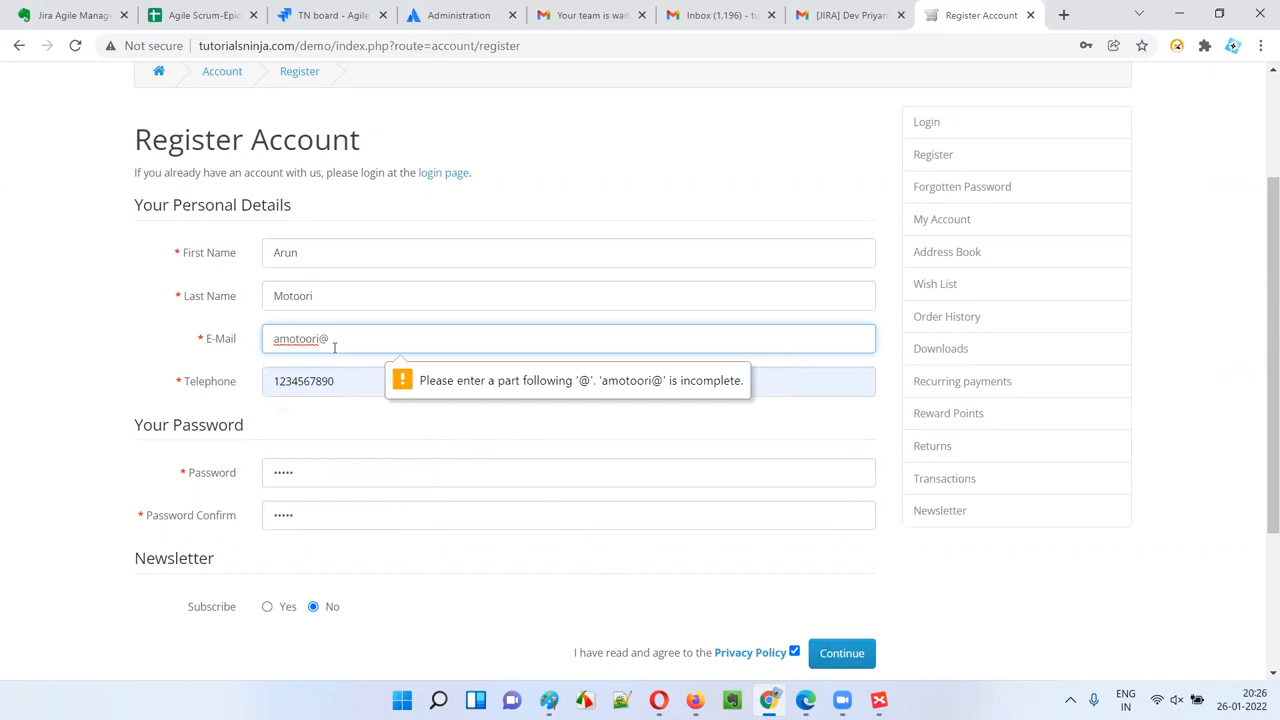 Jira Agile Manage
Agile Scrum-Epic
TN board - Agile
Administration
Your team is wait
Inbox (1,196) - tu
[JIRA] Dev Priyan
Register Account
Not secure
tutorialsninja.com/demo/index.php?route=account/register
Account
Register
Register Account
If you already have an account with us, please login at the login page.
Your Personal Details
* First Name
Arun
* Last Name
Motoori
* E-Mail
amotoori@
Please enter a part following '@'. 'amotoori@' is incomplete.
* Telephone
1234567890
Your Password
* Password
•••••
* Password Confirm
•••••
Newsletter
Subscribe
Yes
No
I have read and agree to the Privacy Policy
Continue
Login
Register
Forgotten Password
My Account
Address Book
Wish List
Order History
Downloads
Recurring payments
Reward Points
Returns
Transactions
Newsletter
ENG
IN
20:26
26-01-2022